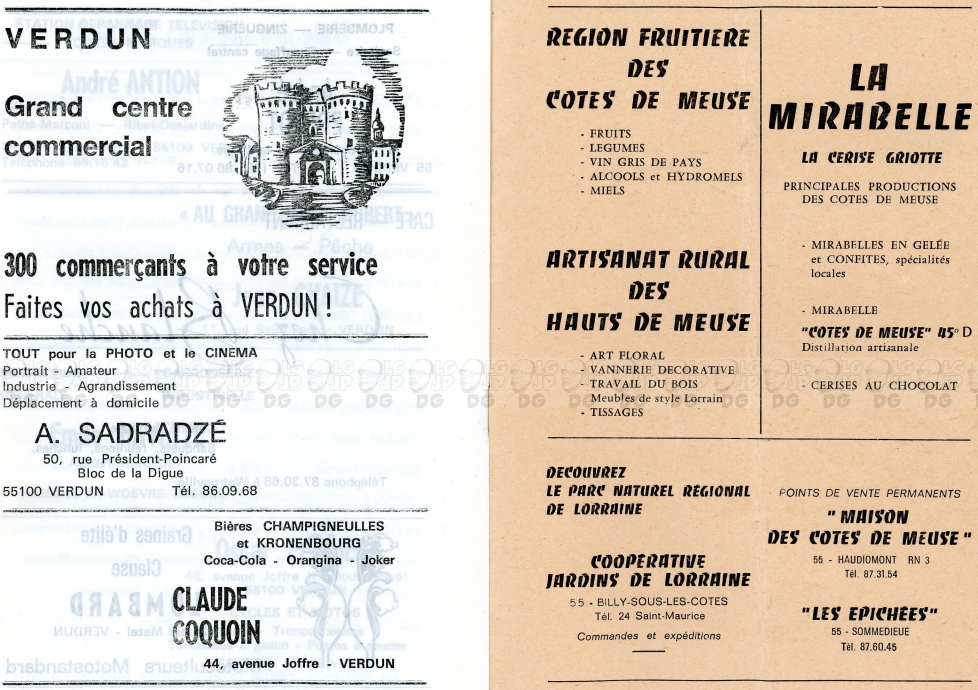 VERDUN
Grand centre
commercial
300 commerçants à votre service
Faites vos achats à VERDUN !
TOUT pour la PHOTO et le CINEMA
Portrait - Amateur
Industrie - Agrandissement
Déplacement à domicile
A. SADRADZÉ
50, rue Président-Poincaré
Bloc de la Digue
55100 VERDUN Tél. 86.09.68
Bières CHAMPIGNEULLES
et KRONENBOURG
Coca-Cola - Orangina - Joker
CLAUDE
COQUOIN
44, avenue Joffre - VERDUN
REGION FRUITIERE
DES
COTES DE MEUSE
- FRUITS
- LEGUMES
- VIN GRIS DE PAYS
- ALCOOLS et HYDROMELS
- MIELS
ARTISANAT RURAL
DES
HAUTS DE MEUSE
- ART FLORAL
- VANNERIE DECORATIVE
- TRAVAIL DU BOIS
Meubles de style Lorrain
- TISSAGES
LA
MIRABELLE
LA CERISE GRIOTTE
PRINCIPALES PRODUCTIONS
DES COTES DE MEUSE
- MIRABELLES EN GELÉE
et CONFITES, spécialités
locales
- MIRABELLE
"COTES DE MEUSE" 45° D
Distillation artisanale
- CERISES AU CHOCOLAT
DECOUVREZ
LE PARC NATUREL RÉGIONAL
DE LORRAINE
COOPÉRATIVE
JARDINS DE LORRAINE
55 - BILLY-SOUS-LES-COTES
Tél. 24 Saint-Maurice
Commandes et expéditions
POINTS DE VENTE PERMANENTS
" MAISON
DES COTES DE MEUSE "
55 - HAUDIOMONT RN 3
Tél. 87.31.54
"LES EPICHÉES"
55 - SOMMEDIEUE
Tél. 87.60.45